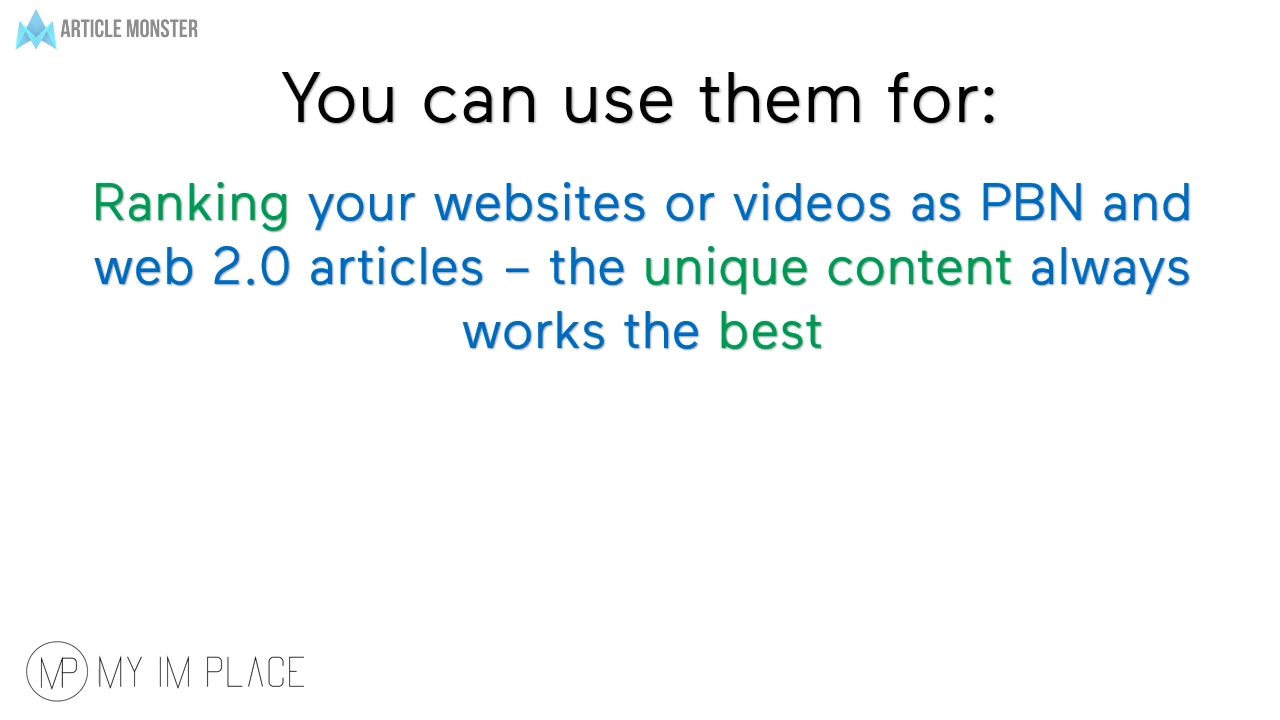 ARTICLE MONSTER
You can use them for:
Ranking your websites or videos as PBN and
web 2.0 articles – the unique content always
works the best
MP MY IM PLACE